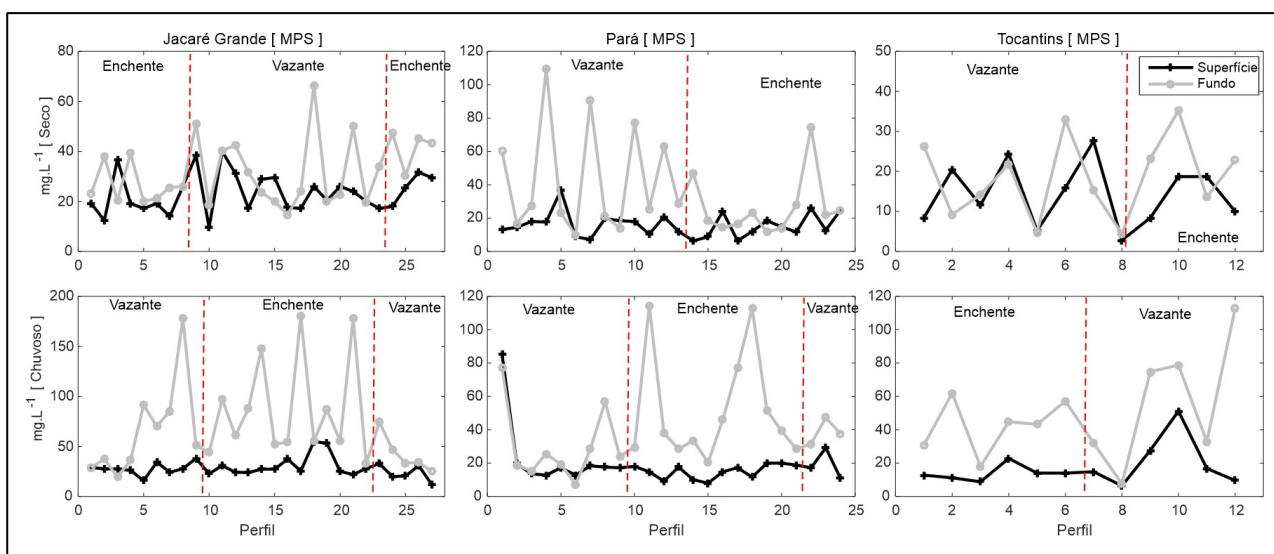 Jacaré Grande [ MPS ]
Pará [ MPS ]
Tocantins [ MPS ]
mg.L⁻¹ [ Seco ]
80
60
40
20
0
Enchente
Vazante
Enchente
0 5 10 15 20 25
120
100
80
60
40
20
0
Vazante
Enchente
0 5 10 15 20 25
50
40
30
20
10
0
Vazante
Superfície
Fundo
Enchente
0 2 4 6 8 10 12
mg.L⁻¹ [ Chuvoso ]
200
150
100
50
0
Vazante
Enchente
Vazante
0 5 10 15 20 25
Perfil
120
100
80
60
40
20
0
Vazante
Enchente
Vazante
0 5 10 15 20 25
Perfil
120
100
80
60
40
20
0
Enchente
Vazante
0 2 4 6 8 10 12
Perfil